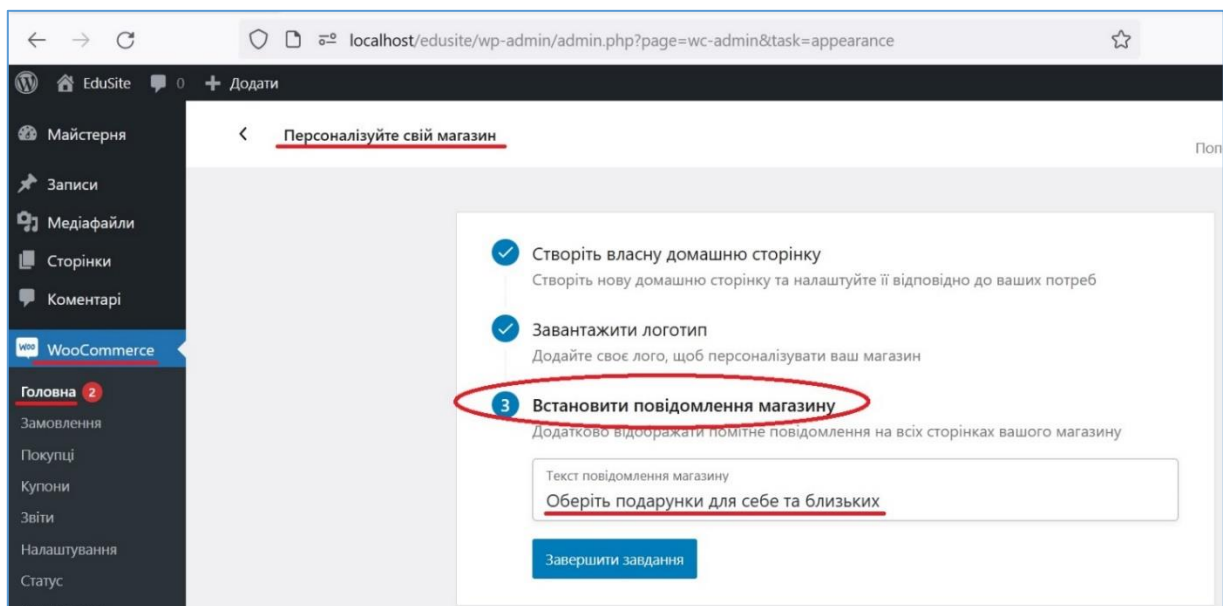 localhost/edusite/wp-admin/admin.php?page=wc-admin&task=appearance
EduSite 0 Додати
Майстерня
Персоналізуйте свій магазин
Поп
Записи
Медіафайли
Сторінки
Коментарі
Woo WooCommerce
Головна 2
Замовлення
Покупці
Купони
Звіти
Налаштування
Статус
Створіть власну домашню сторінку
Створіть нову домашню сторінку та налаштуйте її відповідно до ваших потреб
Завантажити логотип
Додайте своє лого, щоб персоналізувати ваш магазин
3 Встановити повідомлення магазину
Додатково відображати помітне повідомлення на всіх сторінках вашого магазину
Текст повідомлення магазину
Оберіть подарунки для себе та близьких
Завершити завдання